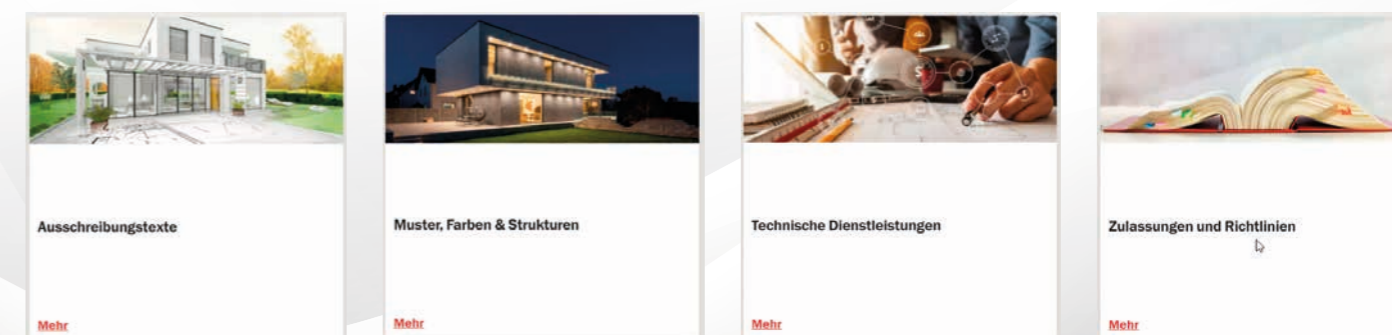 Ausschreibungstexte
Mehr
Muster, Farben & Strukturen
Mehr
Technische Dienstleistungen
Mehr
Zulassungen und Richtlinien
Mehr